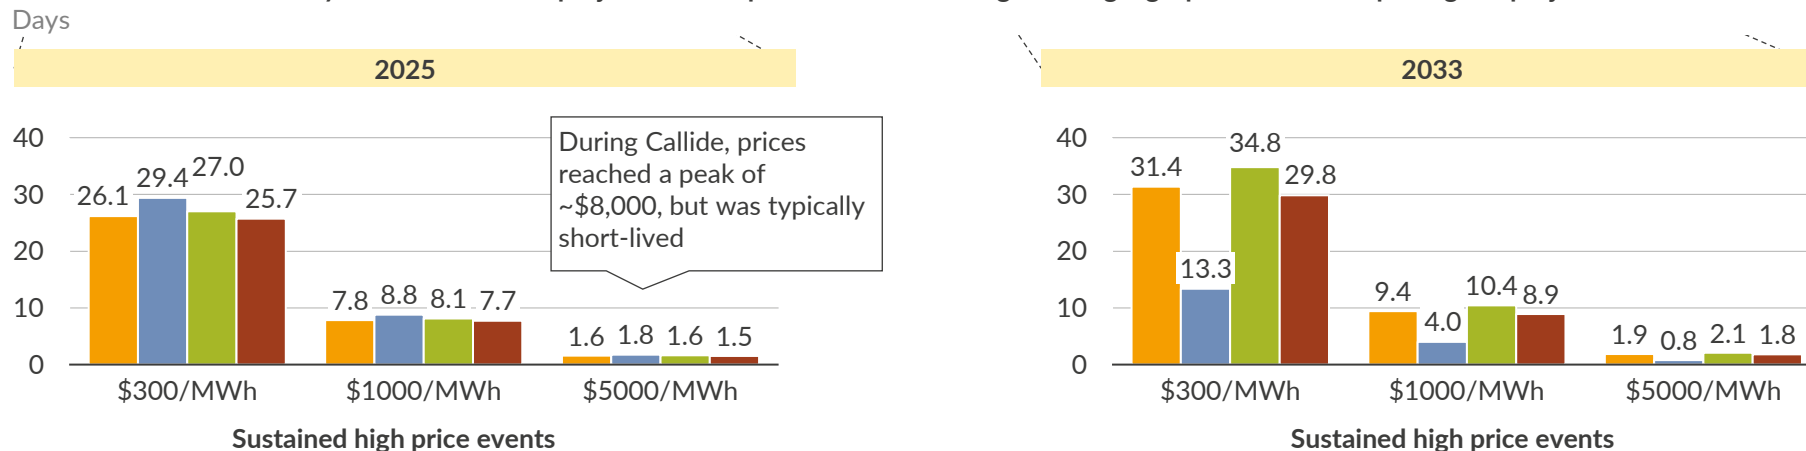 Days
2025
2033
40
30
20
10
0
26.1
29.4
27.0
25.7
7.8
8.8
8.1
7.7
1.6
1.8
1.6
1.5
During Callide, prices
reached a peak of
~$8,000, but was typically
short-lived
$300/MWh
$1000/MWh
$5000/MWh
Sustained high price events
40
30
20
10
0
31.4
13.3
34.8
29.8
9.4
4.0
10.4
8.9
1.9
0.8
2.1
1.8
$300/MWh
$1000/MWh
$5000/MWh
Sustained high price events